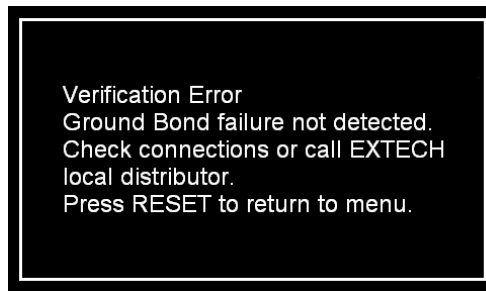 Verification Error
Ground Bond failure not detected.
Check connections or call EXTECH
local distributor.
Press RESET to return to menu.